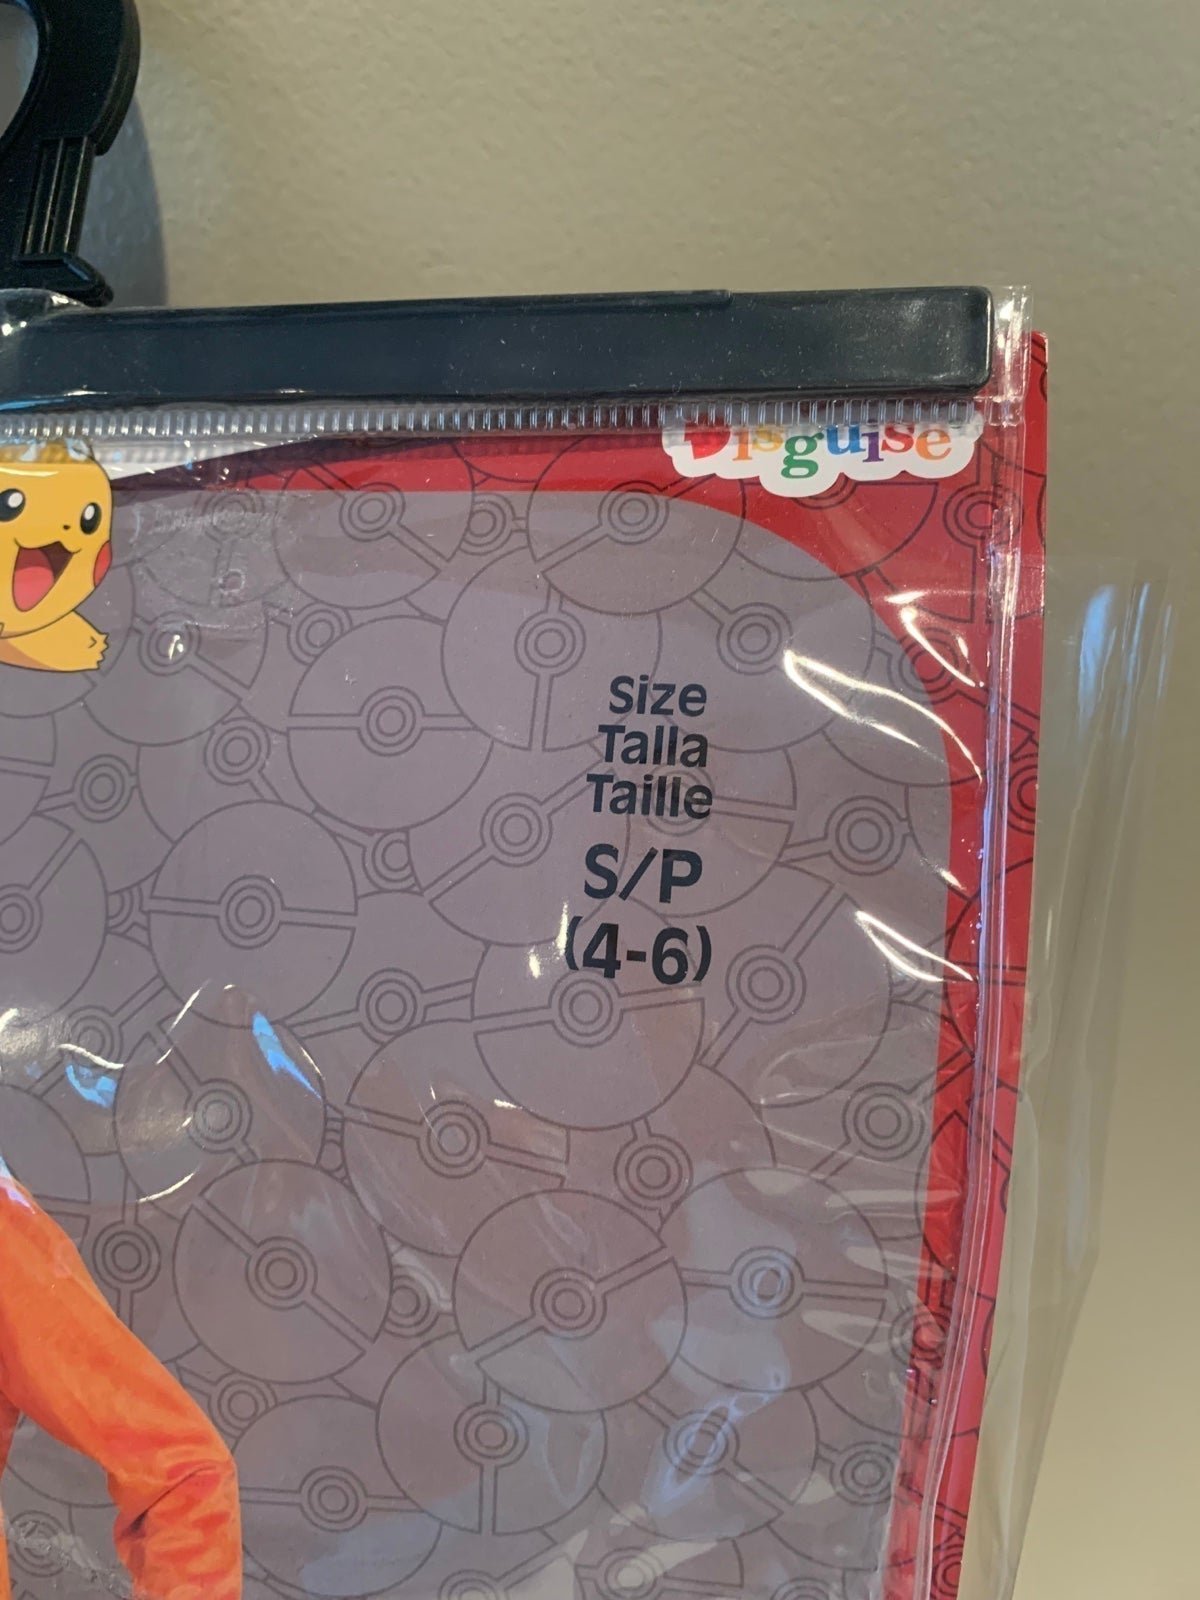 Disguise
Size
Talla
Taille
S/P
(4-6)